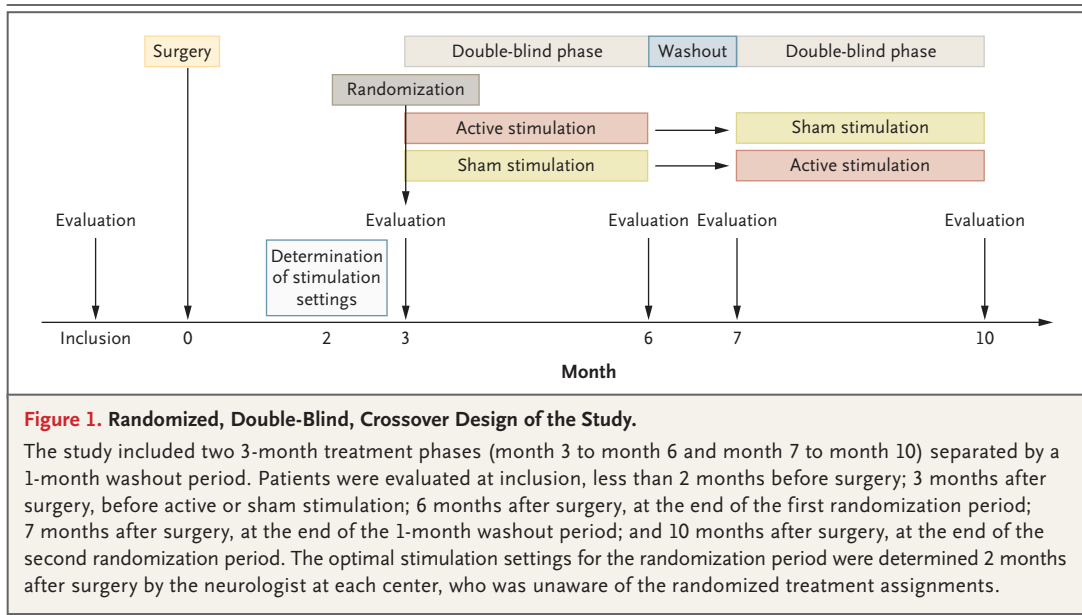 Surgery
Double-blind phase
Washout
Double-blind phase
Randomization
Active stimulation
Sham stimulation
Sham stimulation
Active stimulation
Evaluation
Evaluation
Evaluation
Evaluation
Evaluation
Determination
of stimulation
settings
Inclusion
0
2
3
6
7
10
Month
Figure 1. Randomized, Double-Blind, Crossover Design of the Study.
The study included two 3-month treatment phases (month 3 to month 6 and month 7 to month 10) separated by a
1-month washout period. Patients were evaluated at inclusion, less than 2 months before surgery; 3 months after
surgery, before active or sham stimulation; 6 months after surgery, at the end of the first randomization period;
7 months after surgery, at the end of the 1-month washout period; and 10 months after surgery, at the end of the
second randomization period. The optimal stimulation settings for the randomization period were determined 2 months
after surgery by the neurologist at each center, who was unaware of the randomized treatment assignments.